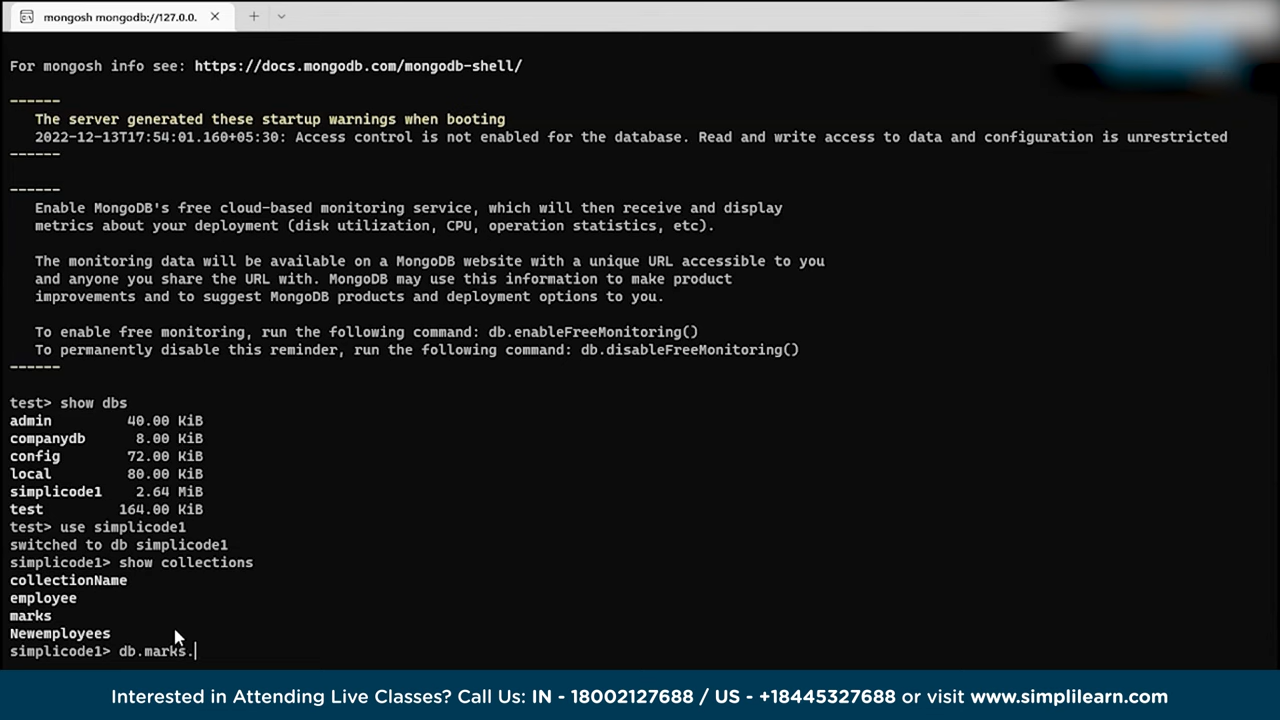 mongosh mongodb://127.0.0.
For mongosh info see: https://docs.mongodb.com/mongodb-shell/
------
The server generated these startup warnings when booting
2022-12-13T17:54:01.160+05:30: Access control is not enabled for the database. Read and write access to data and configuration is unrestricted
------
------
Enable MongoDB's free cloud-based monitoring service, which will then receive and display
metrics about your deployment (disk utilization, CPU, operation statistics, etc).
The monitoring data will be available on a MongoDB website with a unique URL accessible to you
and anyone you share the URL with. MongoDB may use this information to make product
improvements and to suggest MongoDB products and deployment options to you.
To enable free monitoring, run the following command: db.enableFreeMonitoring()
To permanently disable this reminder, run the following command: db.disableFreeMonitoring()
------
test> show dbs
admin 40.00 KiB
companydb 8.00 KiB
config 72.00 KiB
local 80.00 KiB
simplicode1 2.64 MiB
test 164.00 KiB
test> use simplicode1
switched to db simplicode1
simplicode1> show collections
collectionName
employee
marks
Newemployees
simplicode1> db.marks.
Interested in Attending Live Classes? Call Us: IN - 18002127688 / US - +18445327688 or visit www.simplilearn.com